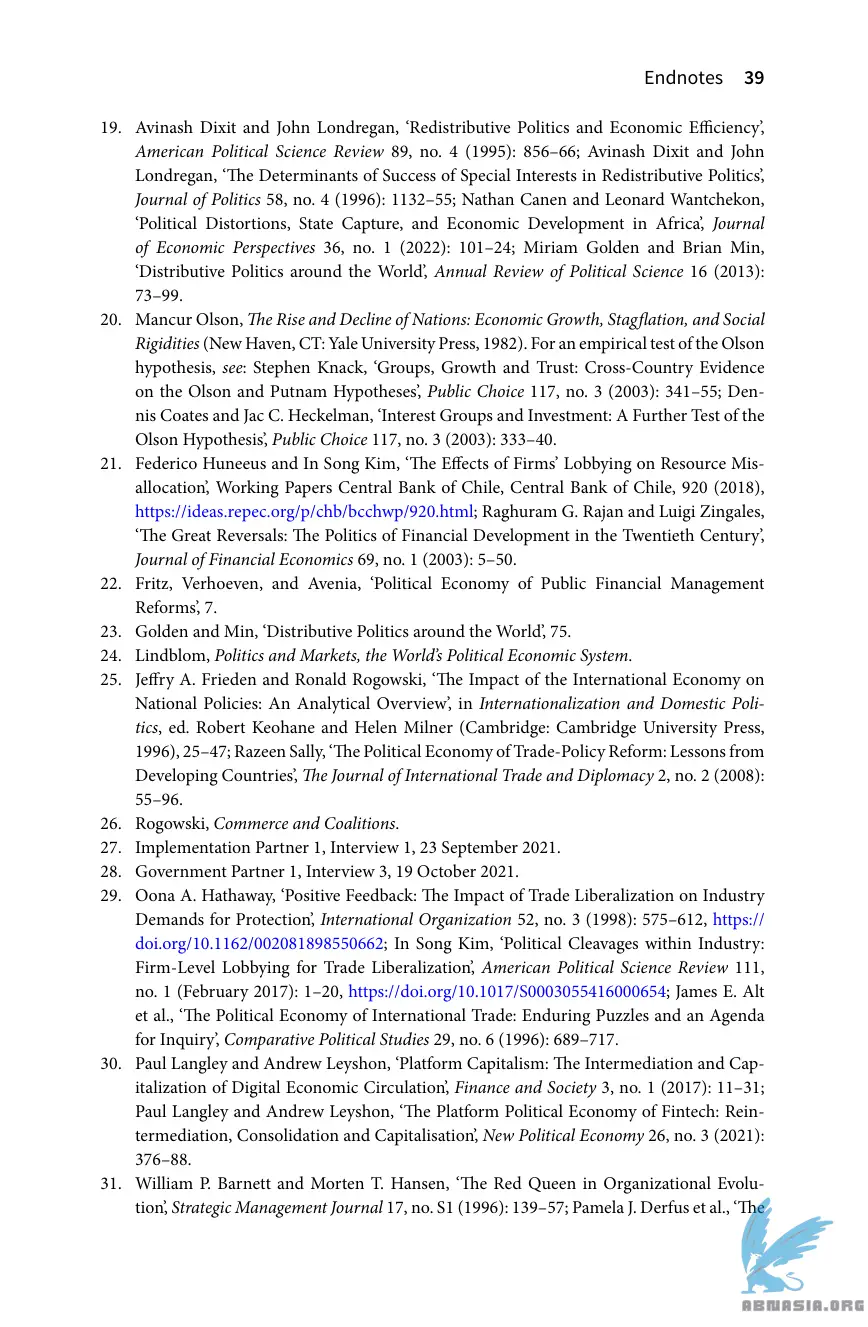 Endnotes 39
19. Avinash Dixit and John Londregan, ‘Redistributive Politics and Economic Efficiency’,
American Political Science Review 89, no. 4 (1995): 856–66; Avinash Dixit and John
Londregan, ‘The Determinants of Success of Special Interests in Redistributive Politics’,
Journal of Politics 58, no. 4 (1996): 1132–55; Nathan Canen and Leonard Wantchekon,
‘Political Distortions, State Capture, and Economic Development in Africa’, Journal
of Economic Perspectives 36, no. 1 (2022): 101–24; Miriam Golden and Brian Min,
‘Distributive Politics around the World’, Annual Review of Political Science 16 (2013):
73–99.
20. Mancur Olson, The Rise and Decline of Nations: Economic Growth, Stagflation, and Social
Rigidities (New Haven, CT: Yale University Press, 1982). For an empirical test of the Olson
hypothesis, see: Stephen Knack, ‘Groups, Growth and Trust: Cross-Country Evidence
on the Olson and Putnam Hypotheses’, Public Choice 117, no. 3 (2003): 341–55; Den-
nis Coates and Jac C. Heckelman, ‘Interest Groups and Investment: A Further Test of the
Olson Hypothesis’, Public Choice 117, no. 3 (2003): 333–40.
21. Federico Huneeus and In Song Kim, ‘The Effects of Firms’ Lobbying on Resource Mis-
allocation’, Working Papers Central Bank of Chile, Central Bank of Chile, 920 (2018),
https://ideas.repec.org/p/chb/bcchwp/920.html; Raghuram G. Rajan and Luigi Zingales,
‘The Great Reversals: The Politics of Financial Development in the Twentieth Century’,
Journal of Financial Economics 69, no. 1 (2003): 5–50.
22. Fritz, Verhoeven, and Avenia, ‘Political Economy of Public Financial Management
Reforms’, 7.
23. Golden and Min, ‘Distributive Politics around the World’, 75.
24. Lindblom, Politics and Markets, the World’s Political Economic System.
25. Jeffry A. Frieden and Ronald Rogowski, ‘The Impact of the International Economy on
National Policies: An Analytical Overview’, in Internationalization and Domestic Poli-
tics, ed. Robert Keohane and Helen Milner (Cambridge: Cambridge University Press,
1996), 25–47; Razeen Sally, ‘The Political Economy of Trade-Policy Reform: Lessons from
Developing Countries’, The Journal of International Trade and Diplomacy 2, no. 2 (2008):
55–96.
26. Rogowski, Commerce and Coalitions.
27. Implementation Partner 1, Interview 1, 23 September 2021.
28. Government Partner 1, Interview 3, 19 October 2021.
29. Oona A. Hathaway, ‘Positive Feedback: The Impact of Trade Liberalization on Industry
Demands for Protection’, International Organization 52, no. 3 (1998): 575–612, https://
doi.org/10.1162/002081898550662; In Song Kim, ‘Political Cleavages within Industry:
Firm-Level Lobbying for Trade Liberalization’, American Political Science Review 111,
no. 1 (February 2017): 1–20, https://doi.org/10.1017/S0003055416000654; James E. Alt
et al., ‘The Political Economy of International Trade: Enduring Puzzles and an Agenda
for Inquiry’, Comparative Political Studies 29, no. 6 (1996): 689–717.
30. Paul Langley and Andrew Leyshon, ‘Platform Capitalism: The Intermediation and Cap-
italization of Digital Economic Circulation’, Finance and Society 3, no. 1 (2017): 11–31;
Paul Langley and Andrew Leyshon, ‘The Platform Political Economy of Fintech: Rein-
termediation, Consolidation and Capitalisation’, New Political Economy 26, no. 3 (2021):
376–88.
31. William P. Barnett and Morten T. Hansen, ‘The Red Queen in Organizational Evolu-
tion’, Strategic Management Journal 17, no. S1 (1996): 139–57; Pamela J. Derfus et al., ‘The
ABNASIA.ORG